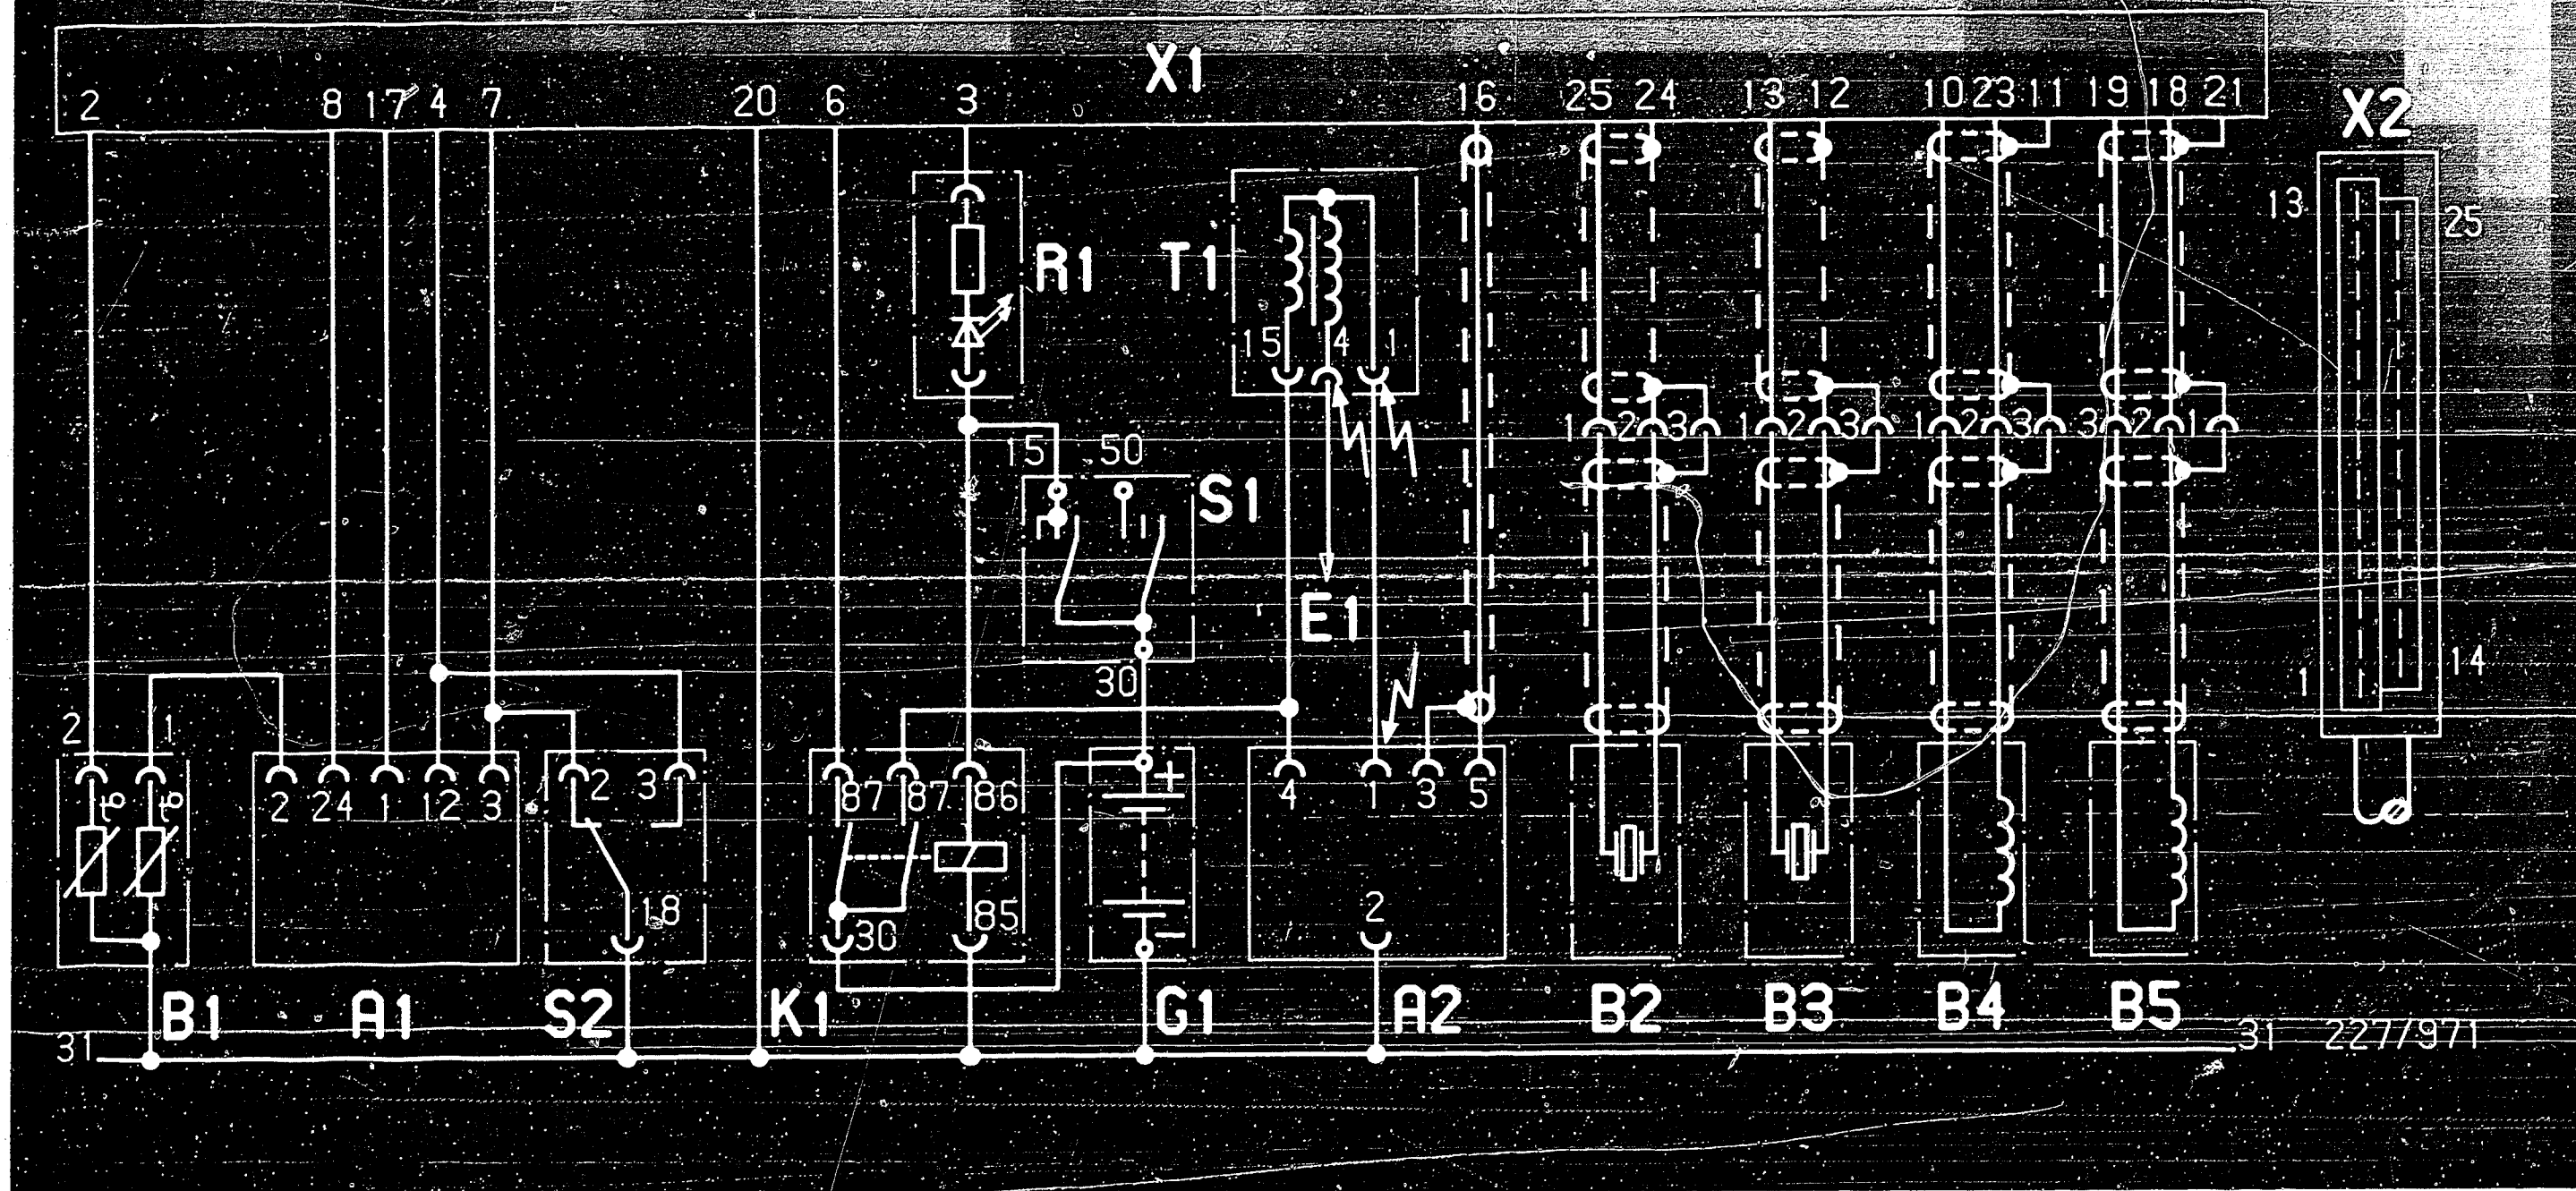 X1
2 8 17 4 7 20 6 3 16 25 24 13 12 10 23 11 19 18 21
X2
13 25
R1 T1
15 4 1
1 2 3 1 2 3 1 2 3 3 2 1
15 50
S1
E1
30
1 14
2 1
2 24 1 12 3 2 3 87 87 86 + 4 1 3 5
18 30 85 - 2
B1 A1 S2 K1 G1 A2 B2 B3 B4 B5
31 31 227/971